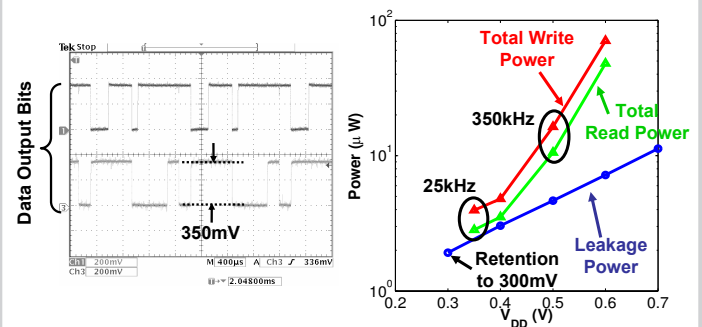 Tek Stop
Data Output Bits
1
3
350mV
Ch1 200mV M 400µs A Ch3 336mV
Ch3 200mV
2.04800ms
Power (µ W)
10²
10¹
10⁰
0.2 0.3 0.4 0.5 0.6 0.7
V_DD (V)
Total Write
Power
Total
Read Power
350kHz
25kHz
Leakage
Power
Retention
to 300mV